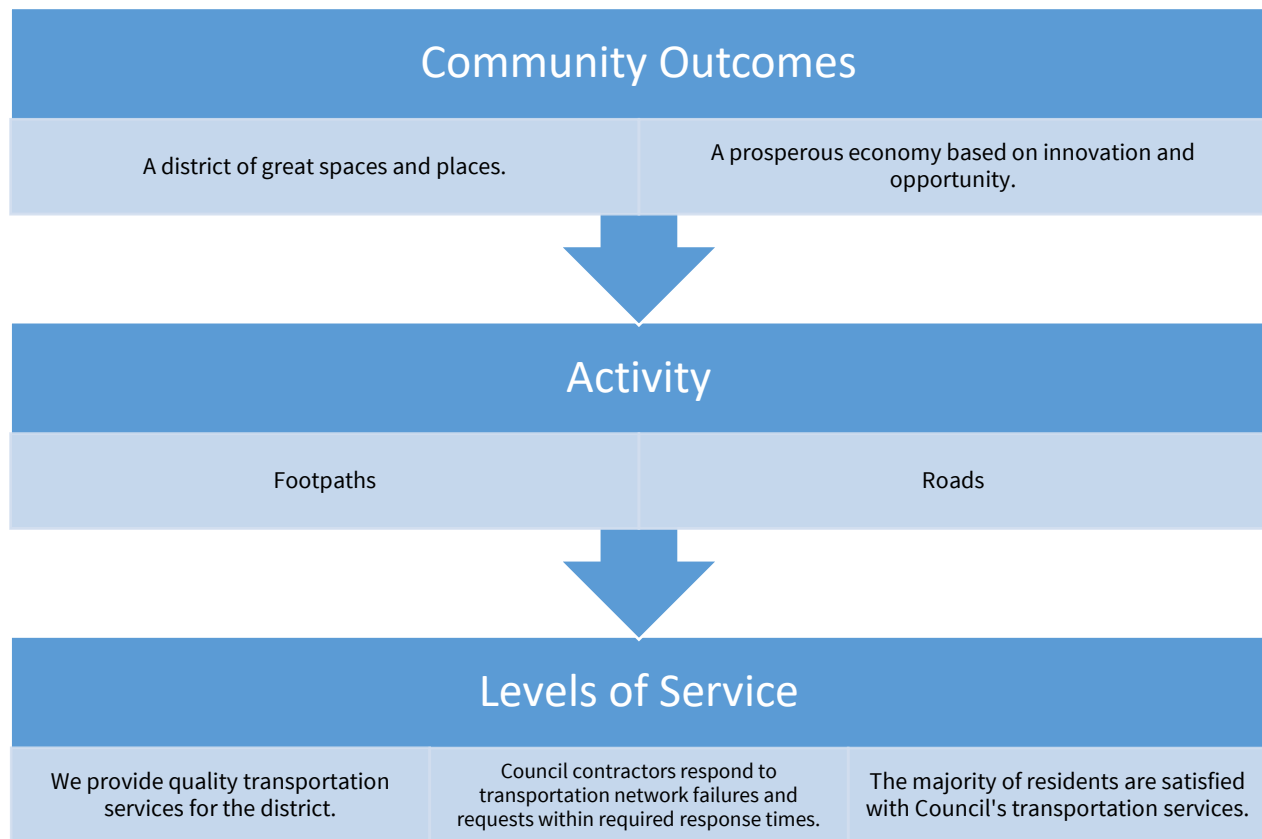 Community Outcomes
A district of great spaces and places.
A prosperous economy based on innovation and
opportunity.
Activity
Footpaths
Roads
Levels of Service
We provide quality transportation
services for the district.
Council contractors respond to
transportation network failures and
requests within required response times.
The majority of residents are satisfied
with Council's transportation services.